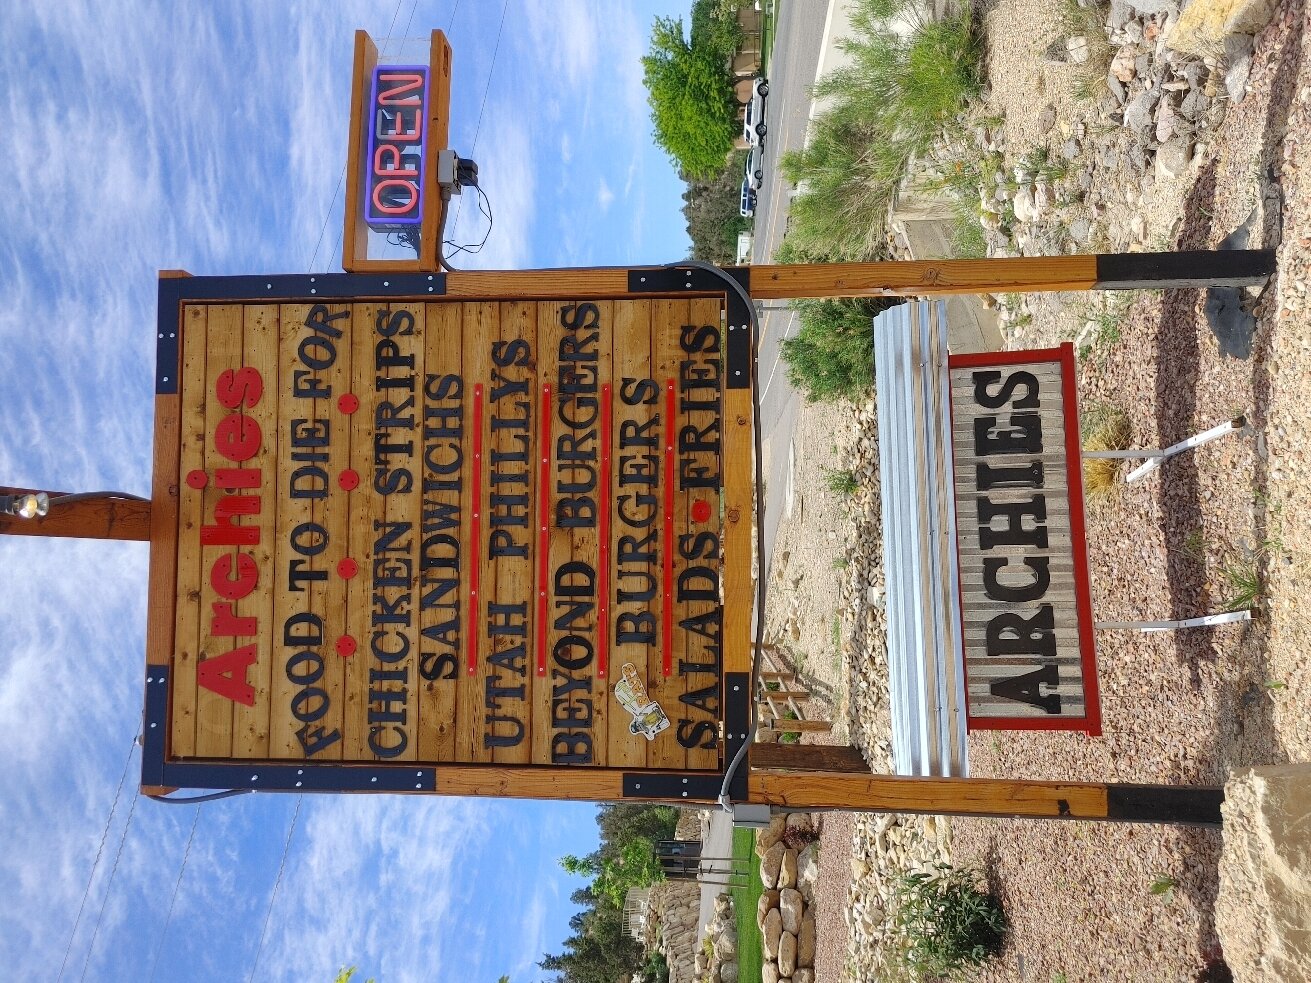 OPEN
Archies
FOOD TO DIE FOR
CHICKEN STRIPS
SANDWICHS
UTAH PHILLYS
BEYOND BURGERS
BURGERS
SALADS • FRIES
ARCHIES